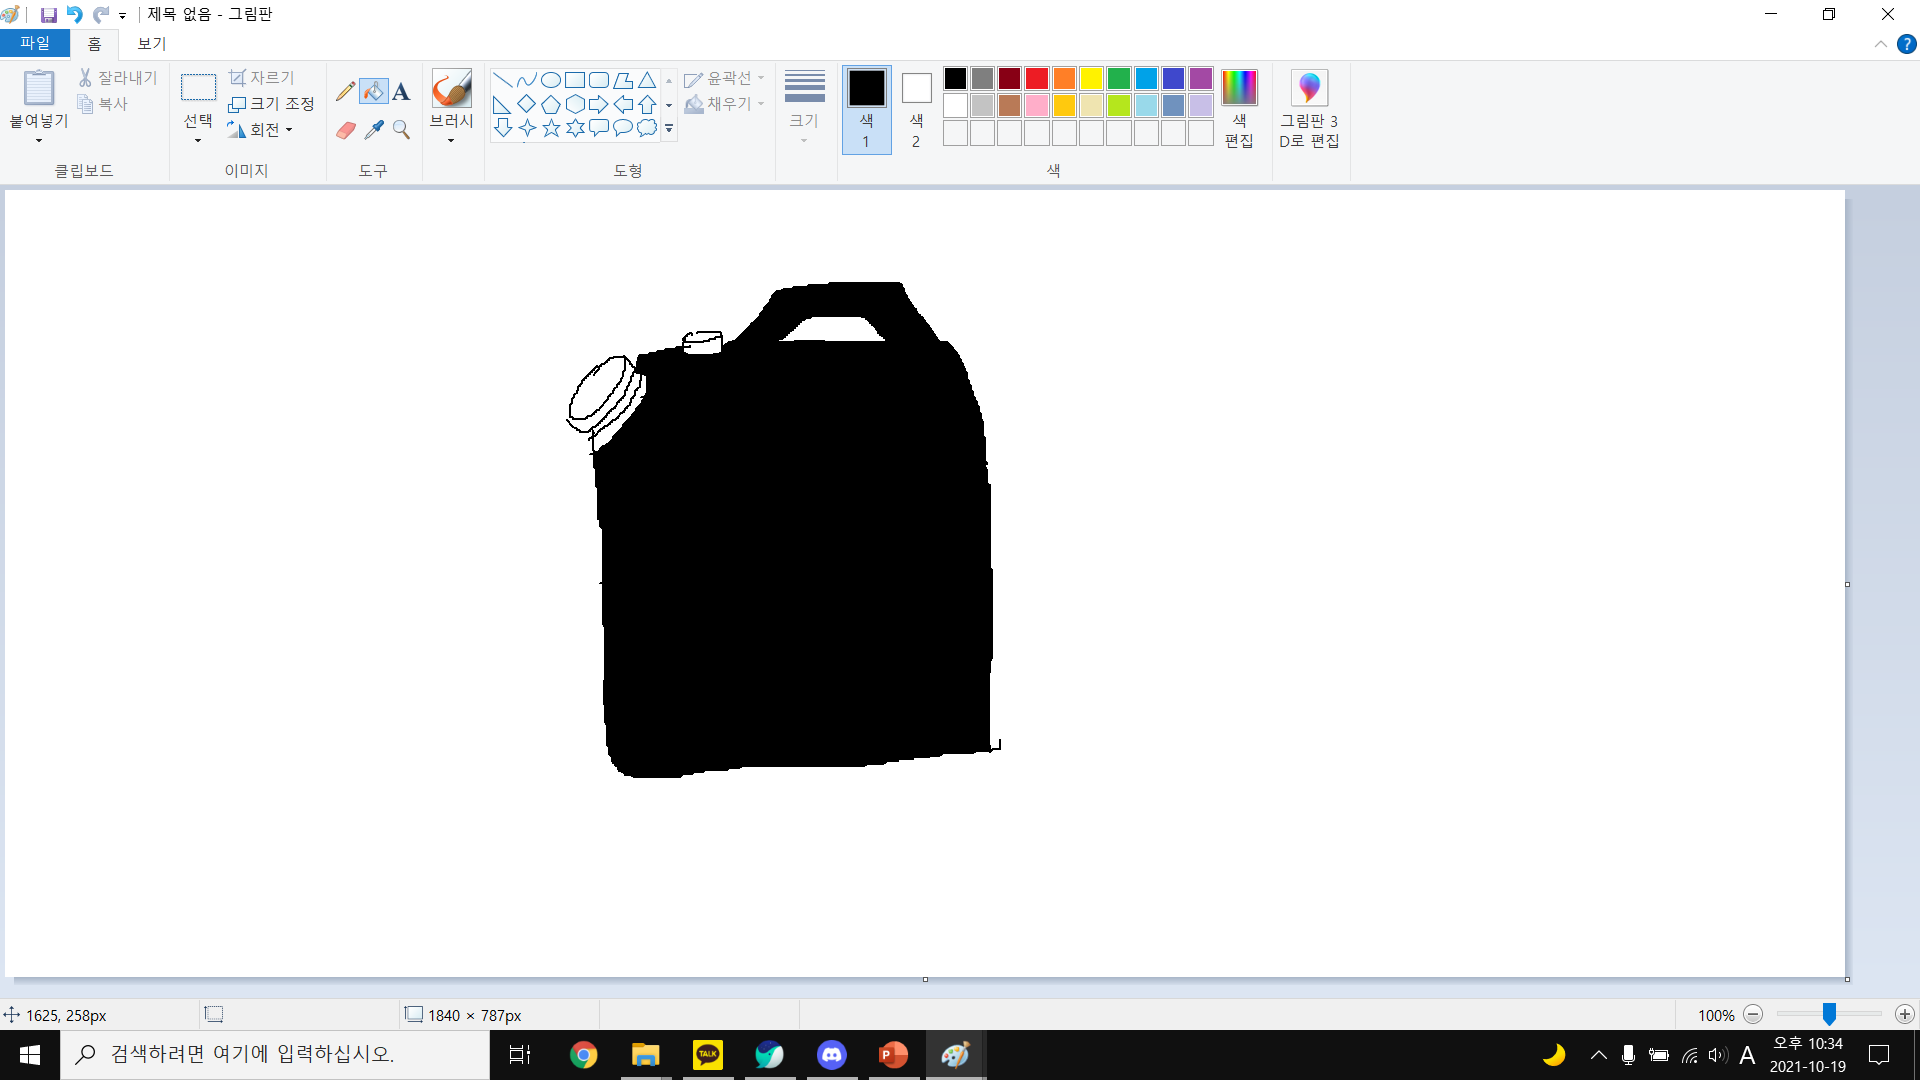 제목 없음 - 그림판
파일 홈 보기
붙여넣기
잘라내기
복사
클립보드
선택
자르기
크기 조정
회전
이미지
A
도구
브러시
도형
윤곽선
채우기
크기
색
1
색
2
색
편집
색
그림판 3
D로 편집
1625, 258px
1840 × 787px
100%
검색하려면 여기에 입력하십시오.
TALK
P
A
오후 10:34
2021-10-19